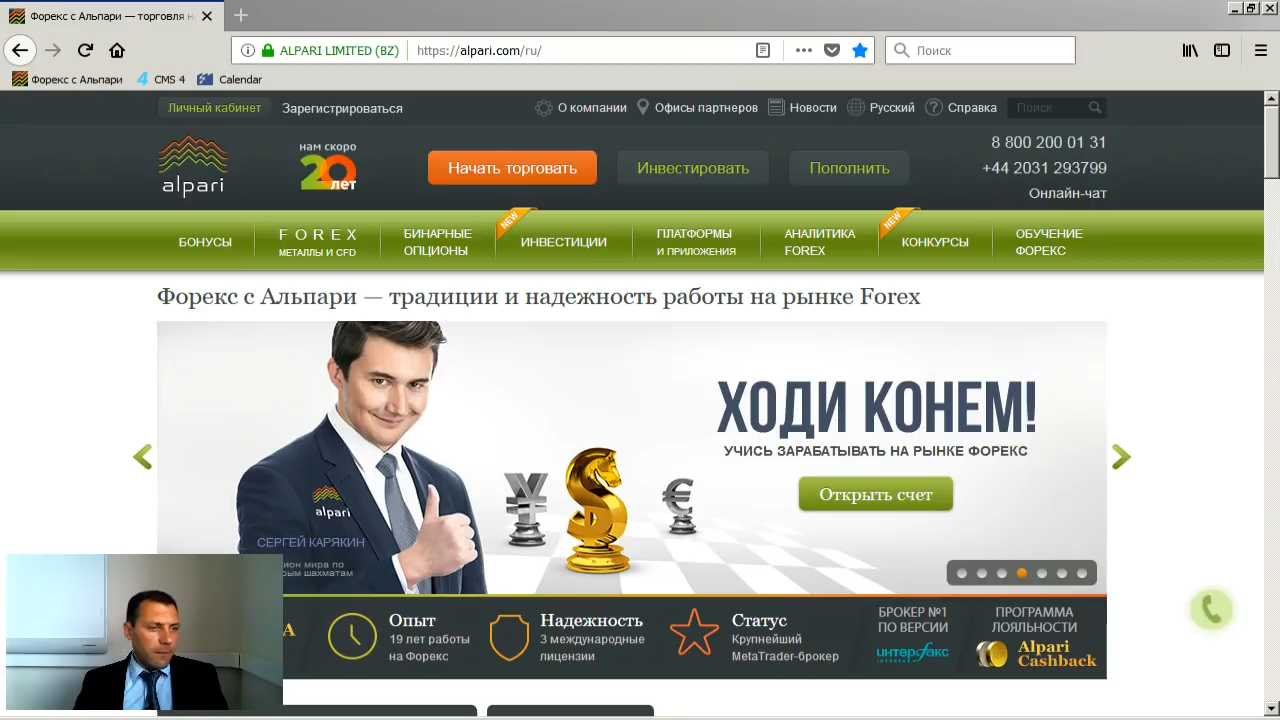 Форекс с Альпари — торговля н
ALPARI LIMITED (BZ)
https://alpari.com/ru/
Поиск
Форекс с Альпари
CMS 4
Calendar
Личный кабинет
Зарегистрироваться
О компании
Офисы партнеров
Новости
Русский
Справка
Поиск
alpari
нам скоро
20
лет
Начать торговать
Инвестировать
Пополнить
8 800 200 01 31
+44 2031 293799
Онлайн-чат
БОНУСЫ
FOREX
МЕТАЛЛЫ И CFD
БИНАРНЫЕ
ОПЦИОНЫ
NEW
ИНВЕСТИЦИИ
ПЛАТФОРМЫ
И ПРИЛОЖЕНИЯ
АНАЛИТИКА
FOREX
NEW
КОНКУРСЫ
ОБУЧЕНИЕ
ФОРЕКС
Форекс с Альпари — традиции и надежность работы на рынке Forex
ХОДИ КОНЕМ!
УЧИСЬ ЗАРАБАТЫВАТЬ НА РЫНКЕ ФОРЕКС
Открыть счет
alpari
СЕРГЕЙ КАРЯКИН
мира по
шахматам
Опыт
19 лет работы
на Форекс
Надежность
3 международные
лицензии
Статус
Крупнейший
MetaTrader-брокер
БРОКЕР №1
ПО ВЕРСИИ
интерфакс
ПРОГРАММА
ЛОЯЛЬНОСТИ
Alpari
Cashback